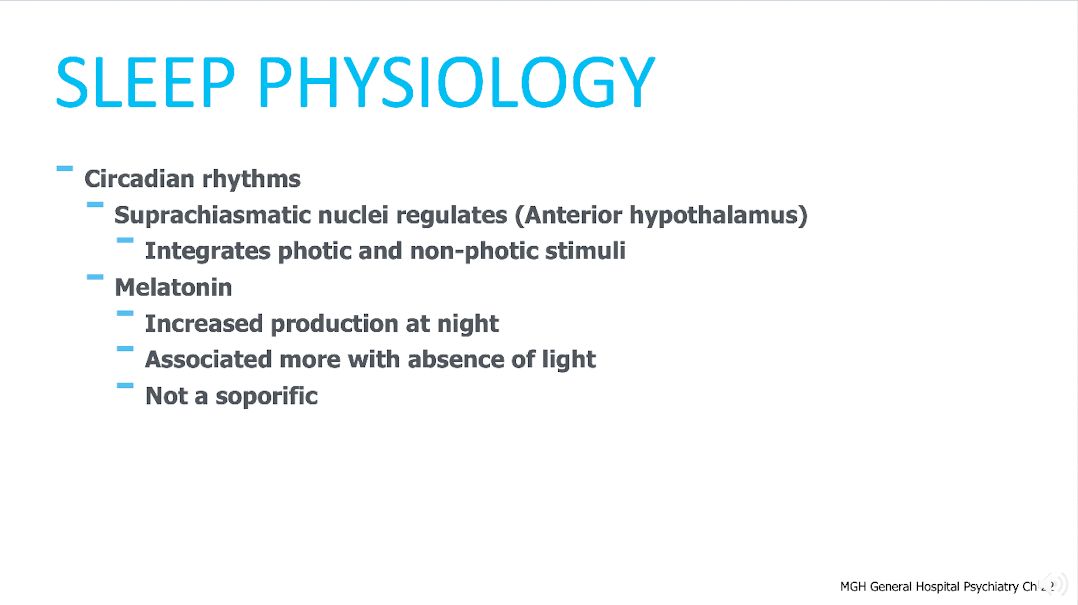 SLEEP PHYSIOLOGY
- Circadian rhythms
- Suprachiasmatic nuclei regulates (Anterior hypothalamus)
- Integrates photic and non-photic stimuli
- Melatonin
- Increased production at night
- Associated more with absence of light
- Not a soporific
MGH General Hospital Psychiatry Ch